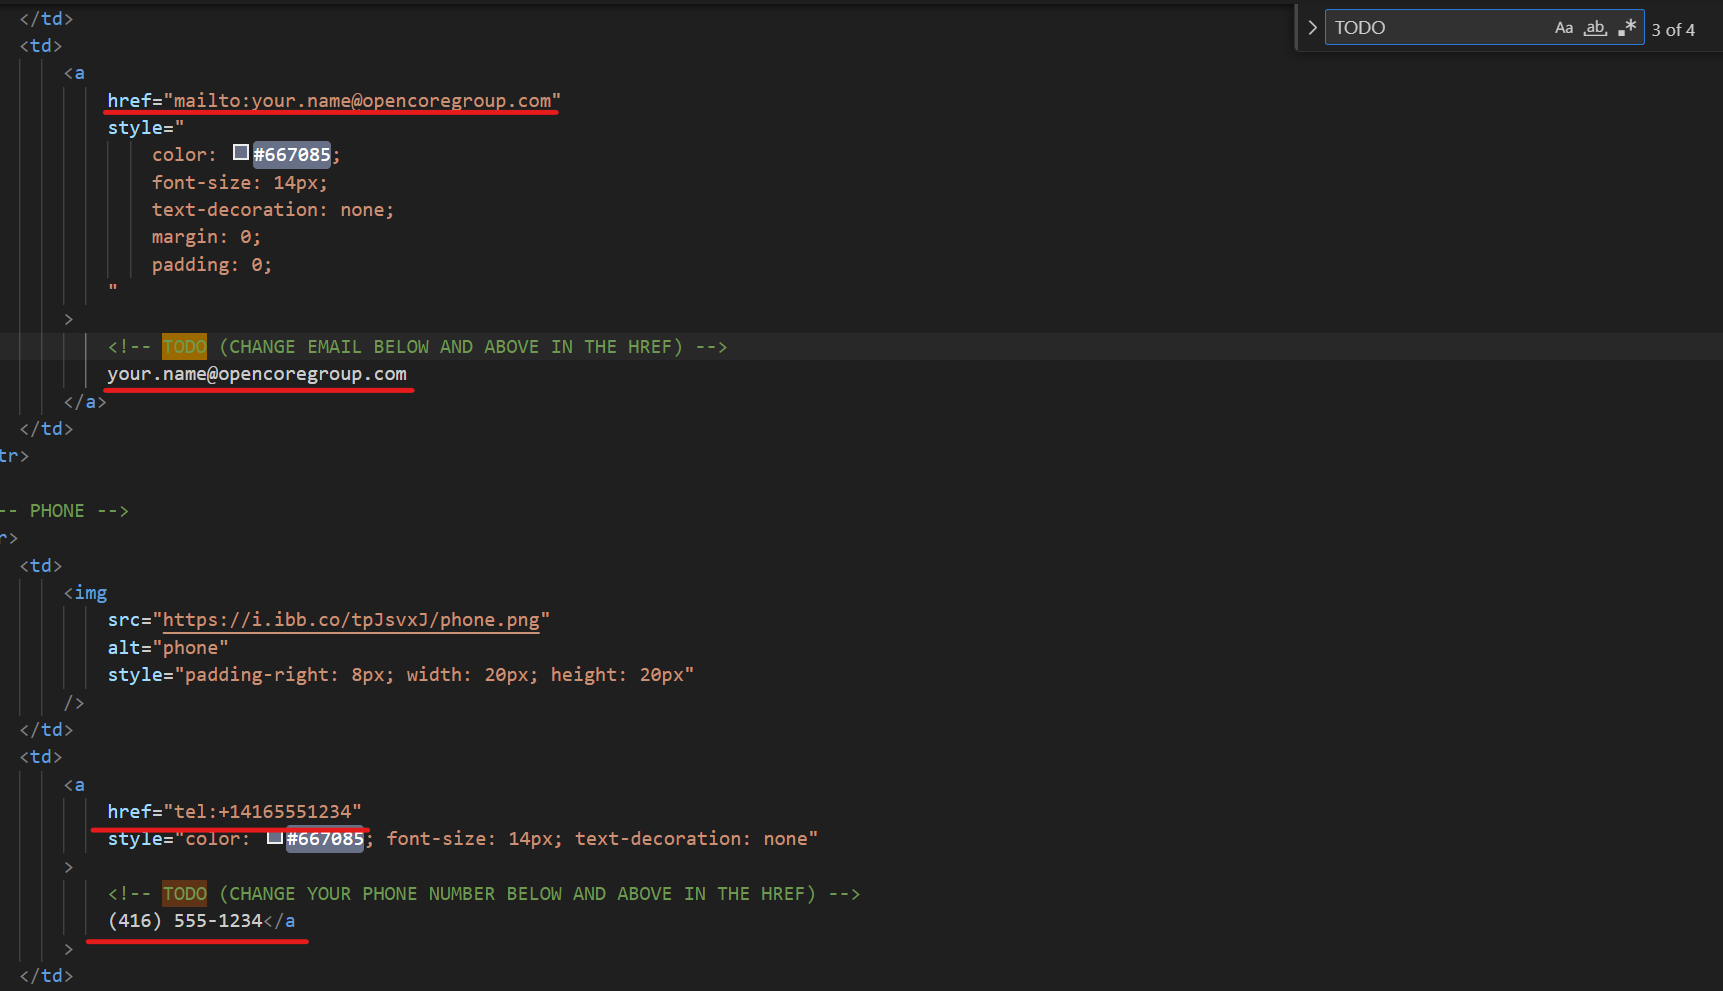 </td>
<td>
<a
href="mailto:your.name@opencoregroup.com"
style="
color: #667085;
font-size: 14px;
text-decoration: none;
margin: 0;
padding: 0;
"
>
<!-- TODO (CHANGE EMAIL BELOW AND ABOVE IN THE HREF) -->
your.name@opencoregroup.com
</a>
</td>
tr>
-- PHONE -->
r>
<td>
<img
src="https://i.ibb.co/tpJsvxJ/phone.png"
alt="phone"
style="padding-right: 8px; width: 20px; height: 20px"
/>
</td>
<td>
<a
href="tel:+14165551234"
style="color: #667085; font-size: 14px; text-decoration: none"
>
<!-- TODO (CHANGE YOUR PHONE NUMBER BELOW AND ABOVE IN THE HREF) -->
(416) 555-1234</a
>
</td>
TODO Aa ab .* 3 of 4